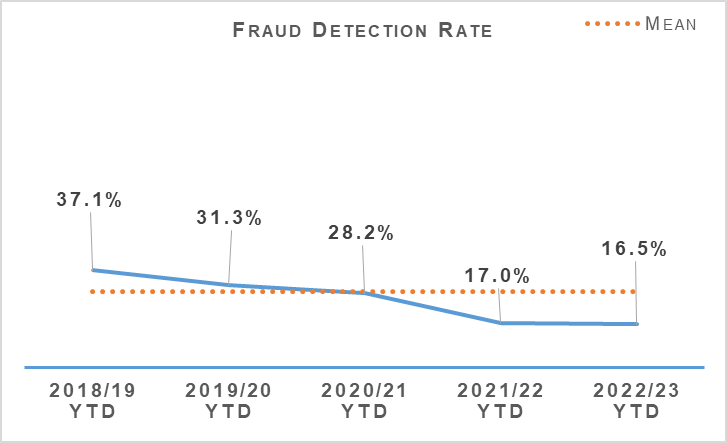 FRAUD DETECTION RATE
MEAN
37.1%
31.3%
28.2%
17.0%
16.5%
2018/19 YTD
2019/20 YTD
2020/21 YTD
2021/22 YTD
2022/23 YTD